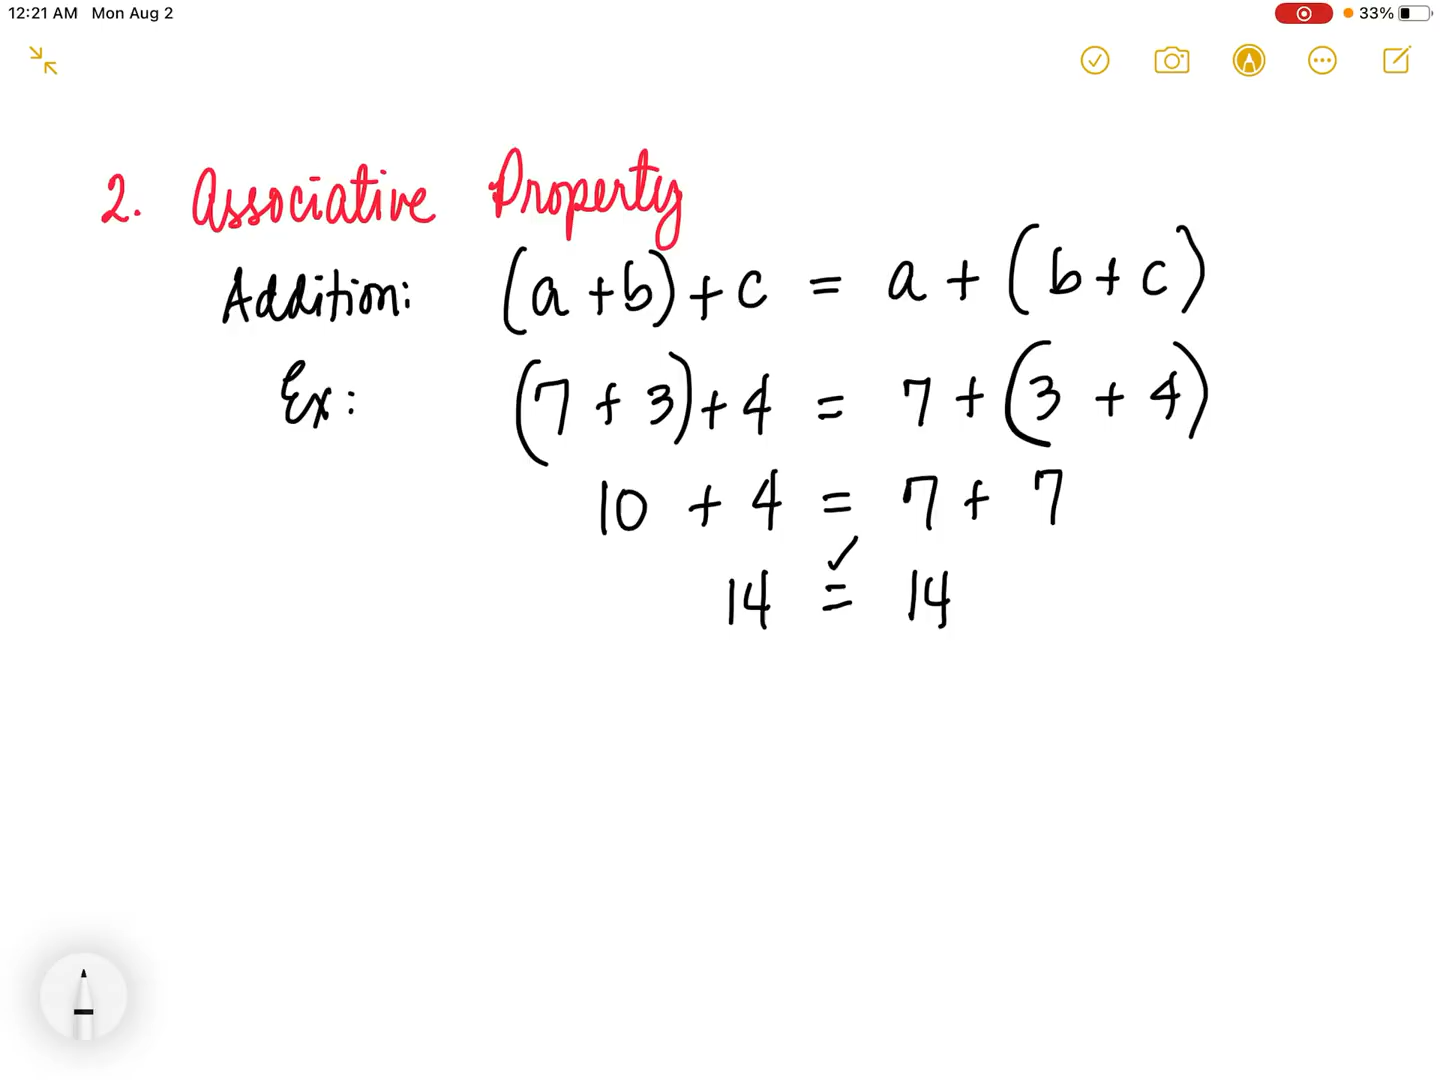 12:21 AM Mon Aug 2 33%
2. Associative Property
Addition: (a + b) + c = a + (b + c)
Ex: (7 + 3) + 4 = 7 + (3 + 4)
10 + 4 = 7 + 7
✓
14 = 14